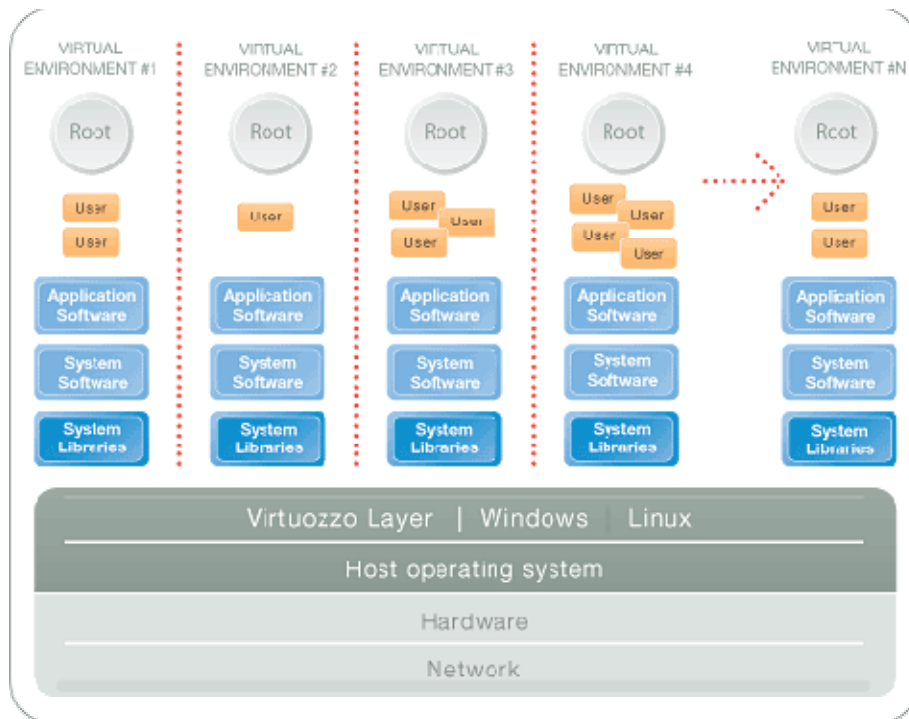 VIRTUAL
ENVIRONMENT #1
VIRTUAL
ENVIRONMENT #2
VIRTUAL
ENVIRONMENT #3
VIRTUAL
ENVIRONMENT #4
VIRTUAL
ENVIRONMENT #N
Root
Root
Root
Root
Root
User
User
User
User
User
User
User
User
User
User
User
User
Application
Software
Application
Software
Application
Software
Application
Software
Application
Software
System
Software
System
Software
System
Software
System
Software
System
Software
System
Libraries
System
Libraries
System
Libraries
System
Libraries
System
Libraries
Virtuozzo Layer | Windows | Linux
Host operating system
Hardware
Network